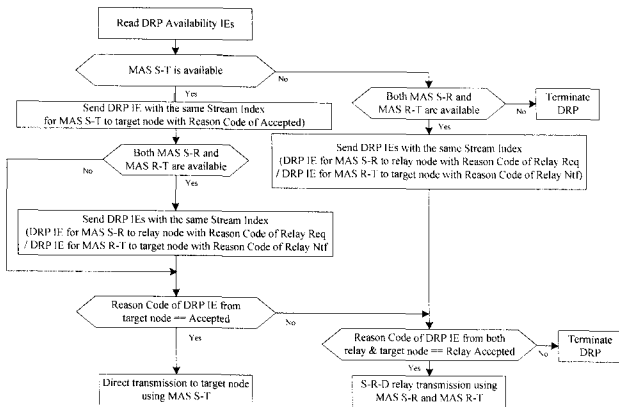 Read DRP Availability IEs
MAS S-T is available
No
Yes
Send DRP IE with the same Stream Index
for MAS S-T to target node with Reason Code of Accepted)
Both MAS S-R and
MAS R-T are available
No
Terminate
DRP
Yes
Send DRP IEs with the same Stream Index
(DRP IE for MAS S-R to relay node with Reason Code of Relay Req
/ DRP IE for MAS R-T to target node with Reason Code of Relay Ntf)
Both MAS S-R and
MAS R-T are available
No
Yes
Send DRP IEs with the same Stream Index
(DRP IE for MAS S-R to relay node with Reason Code of Relay Req
/ DRP IE for MAS R-T to target node with Reason Code of Relay Ntf
Reason Code of DRP IE from
target node == Accepted
No
Yes
Reason Code of DRP IE from both
relay & target node == Relay Accepted
No
Terminate
DRP
Yes
Direct transmission to target node
using MAS S-T
S-R-D relay transmission using
MAS S-R and MAS R-T